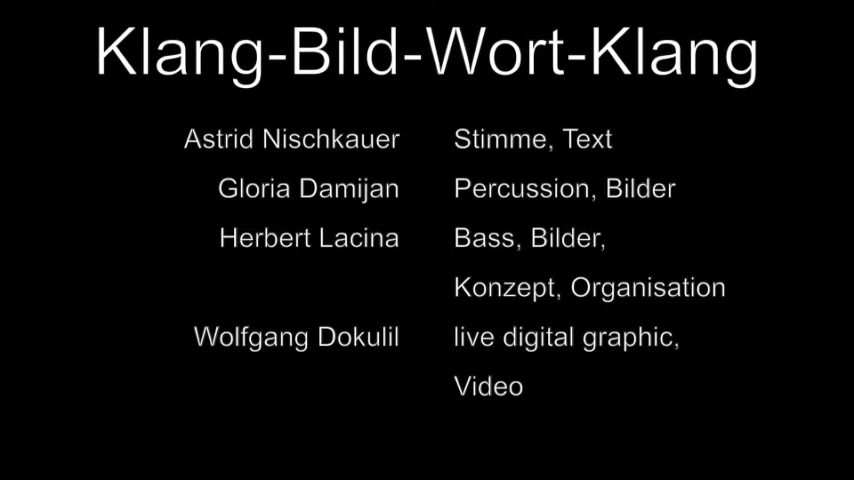 Klang-Bild-Wort-Klang
Astrid Nischkauer Stimme, Text
Gloria Damijan Percussion, Bilder
Herbert Lacina Bass, Bilder,
Konzept, Organisation
Wolfgang Dokulil live digital graphic,
Video